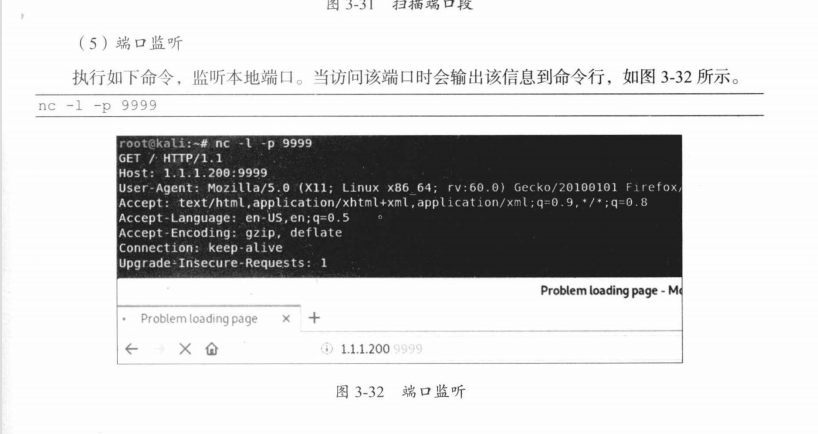 图 3-31 扫描端口段
（5）端口监听
执行如下命令，监听本地端口。当访问该端口时会输出该信息到命令行，如图 3-32 所示。
nc -l -p 9999
root@kali:~# nc -l -p 9999
GET / HTTP/1.1
Host: 1.1.1.200:9999
User-Agent: Mozilla/5.0 (X11; Linux x86_64; rv:60.0) Gecko/20100101 Firefox/
Accept: text/html,application/xhtml+xml,application/xml;q=0.9,*/*;q=0.8
Accept-Language: en-US,en;q=0.5
Accept-Encoding: gzip, deflate
Connection: keep-alive
Upgrade-Insecure-Requests: 1
Problem loading page - Mo
Problem loading page × +
1.1.1.200:9999
图 3-32 端口监听